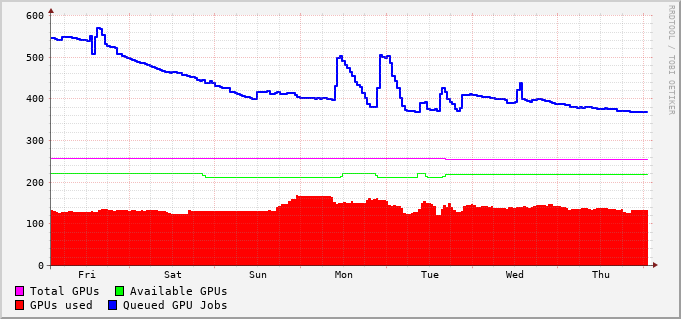 600
500
400
300
200
100
0
Fri Sat Sun Mon Tue Wed Thu
Total GPUs Available GPUs
GPUs used Queued GPU Jobs
RRDTOOL / TOBI OETIKER